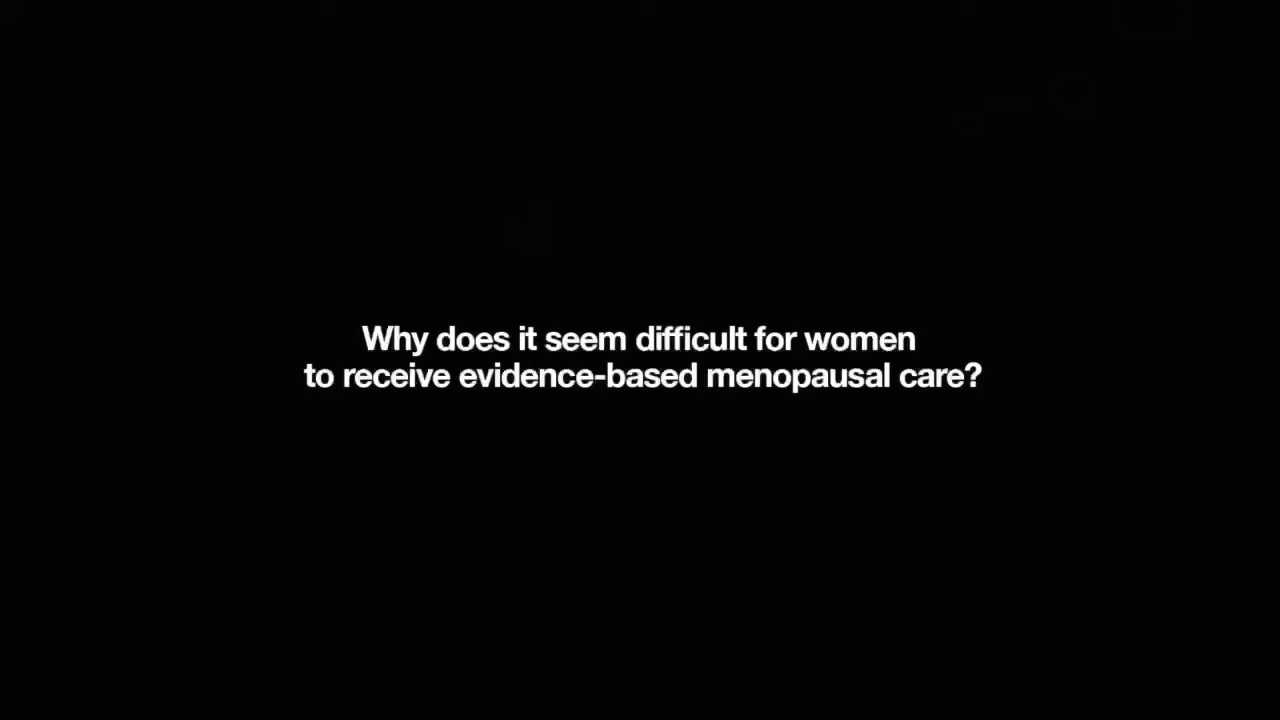 Why does it seem difficult for women
to receive evidence-based menopausal care?